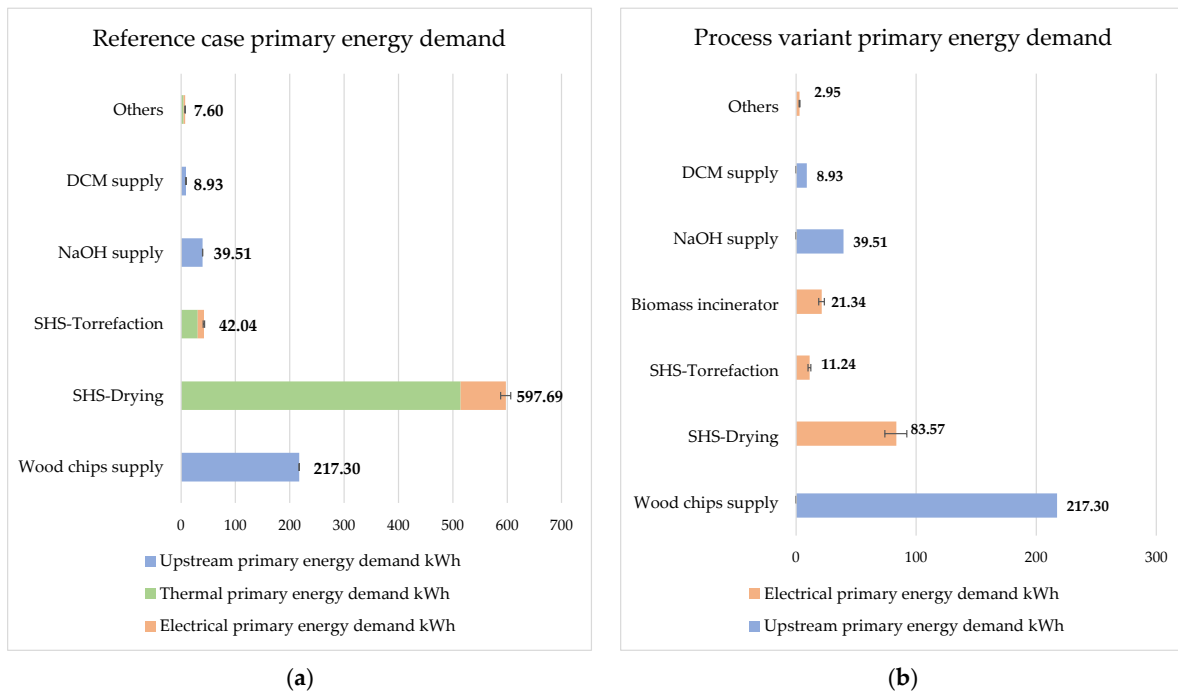 Reference case primary energy demand
Others
7.60
DCM supply
8.93
NaOH supply
39.51
SHS-Torrefaction
42.04
SHS-Drying
597.69
Wood chips supply
217.30
0 100 200 300 400 500 600 700
Upstream primary energy demand kWh
Thermal primary energy demand kWh
Electrical primary energy demand kWh
(a)
Process variant primary energy demand
Others
2.95
DCM supply
8.93
NaOH supply
39.51
Biomass incinerator
21.34
SHS-Torrefaction
11.24
SHS-Drying
83.57
Wood chips supply
217.30
0 100 200 300
Electrical primary energy demand kWh
Upstream primary energy demand kWh
(b)